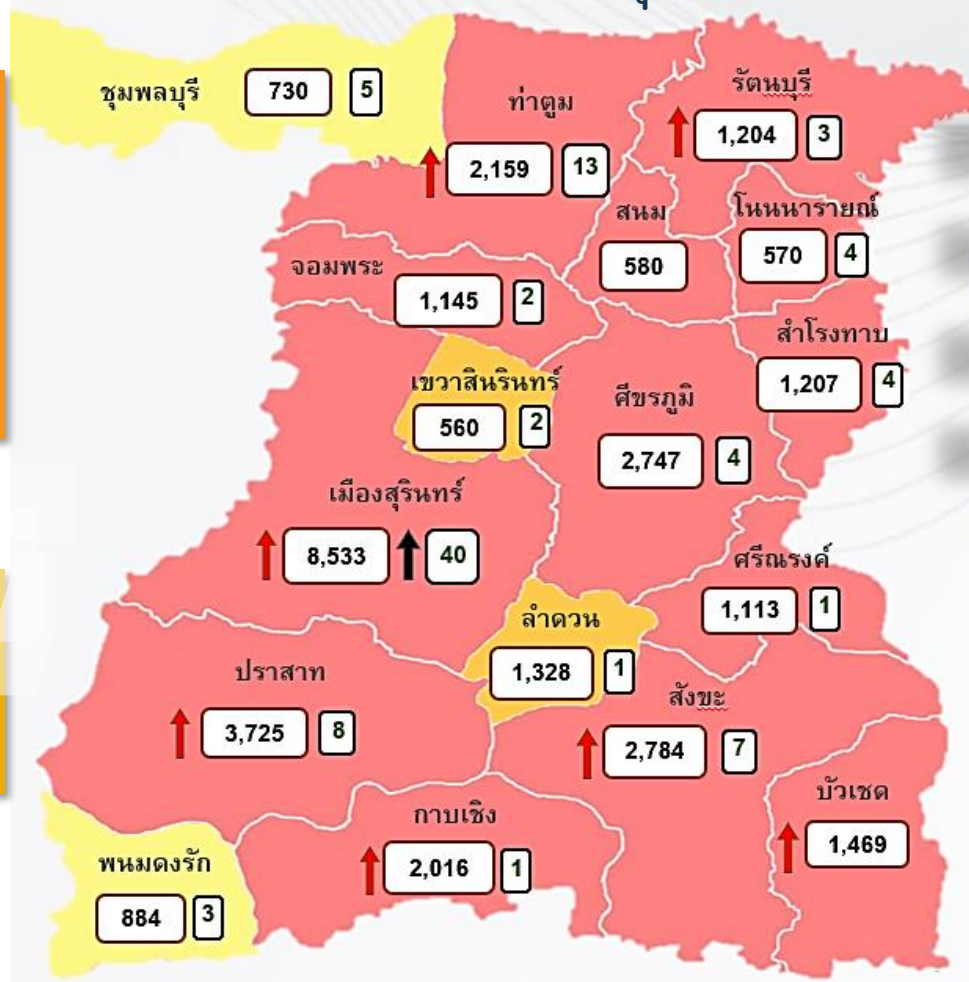 ชุมพลบุรี
730
5
ท่าตูม
2,159
13
รัตนบุรี
1,204
3
สนม
580
โนนนารายณ์
570
4
จอมพระ
1,145
2
สำโรงทาบ
1,207
4
เขวาสินรินทร์
560
2
ศีขรภูมิ
2,747
4
เมืองสุรินทร์
8,533
40
ศรีณรงค์
1,113
1
ลำดวน
1,328
1
ปราสาท
3,725
8
สังขะ
2,784
7
บัวเชด
1,469
กาบเชิง
2,016
1
พนมดงรัก
884
3